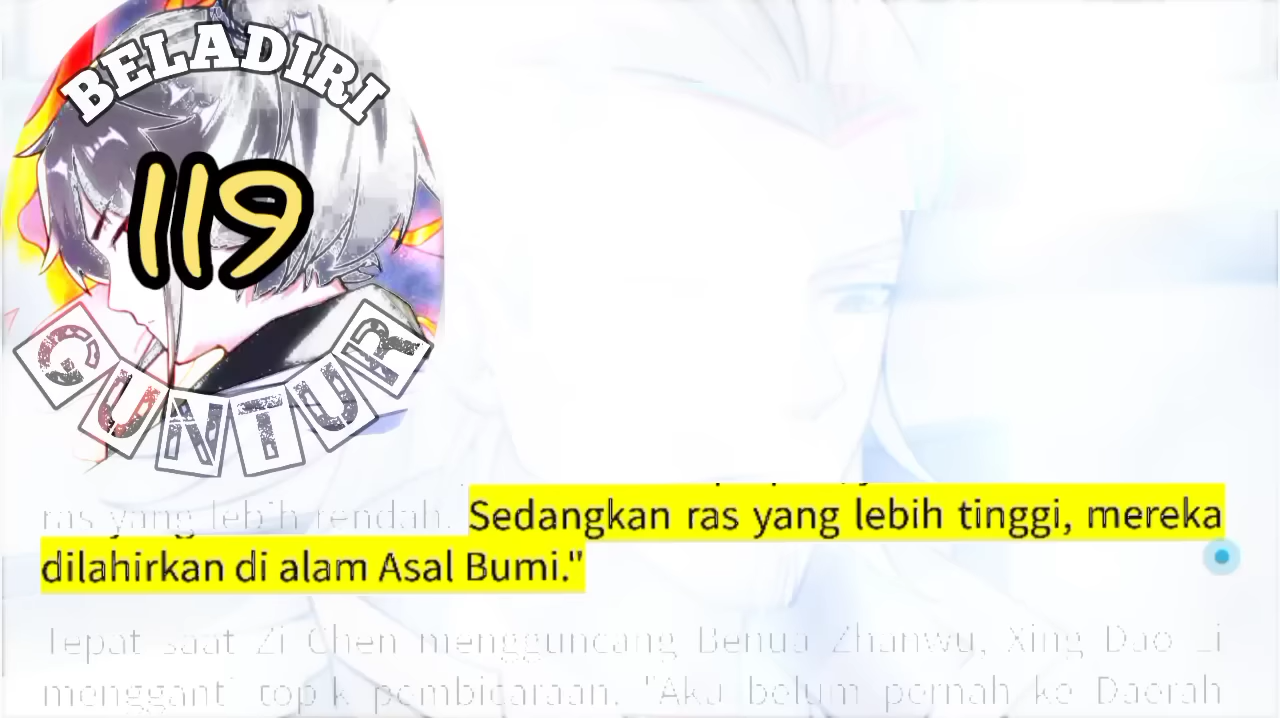 BELADIRI
119
GUNTUR
ras yang lebih rendah. Sedangkan ras yang lebih tinggi, mereka
dilahirkan di alam Asal Bumi."
Tepat saat Zi Chen mengguncang Benua Zhanwu, Xing Dao Li
mengganti topik pembicaraan. "Aku belum pernah ke Daerah